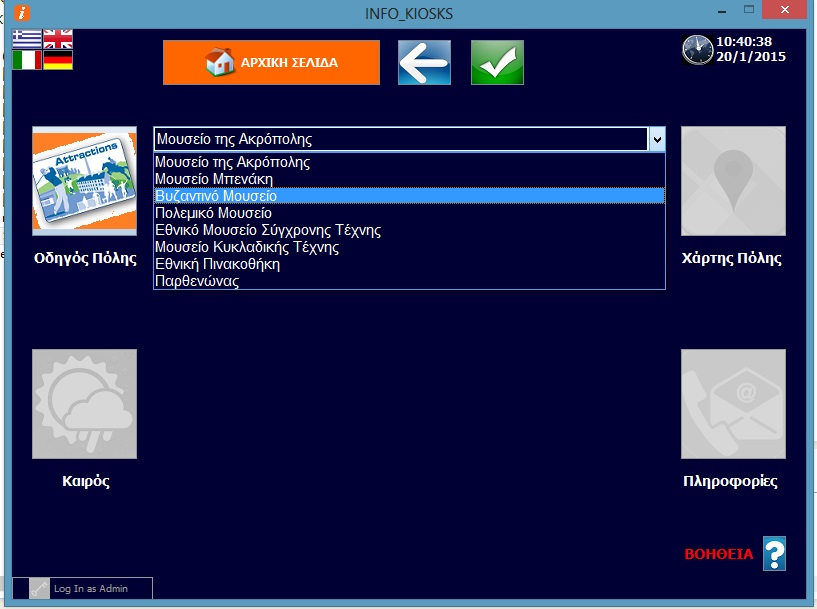 INFO_KIOSKS
ΑΡΧΙΚΗ ΣΕΛΙΔΑ
10:40:38
20/1/2015
Attractions
Οδηγός Πόλης
Μουσείο της Ακρόπολης
Μουσείο της Ακρόπολης
Μουσείο Μπενάκη
Βυζαντινό Μουσείο
Πολεμικό Μουσείο
Εθνικό Μουσείο Σύγχρονης Τέχνης
Μουσείο Κυκλαδικής Τέχνης
Εθνική Πινακοθήκη
Παρθενώνας
Χάρτης Πόλης
Καιρός
Πληροφορίες
ΒΟΗΘΕΙΑ
Log In as Admin